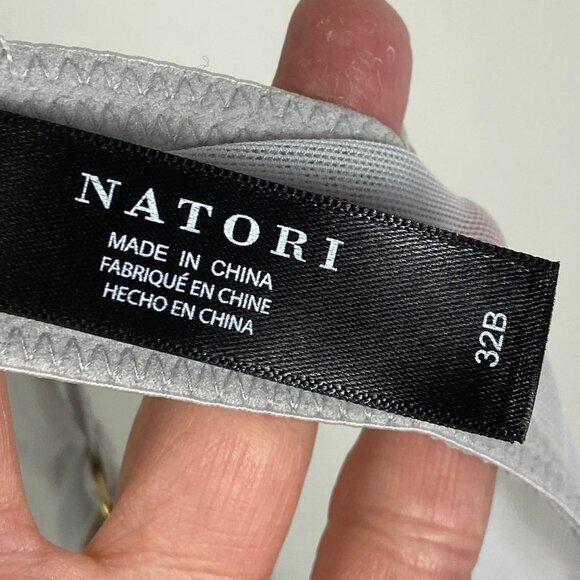 NATORI
MADE IN CHINA
FABRIQUÉ EN CHINE
HECHO EN CHINA
32B